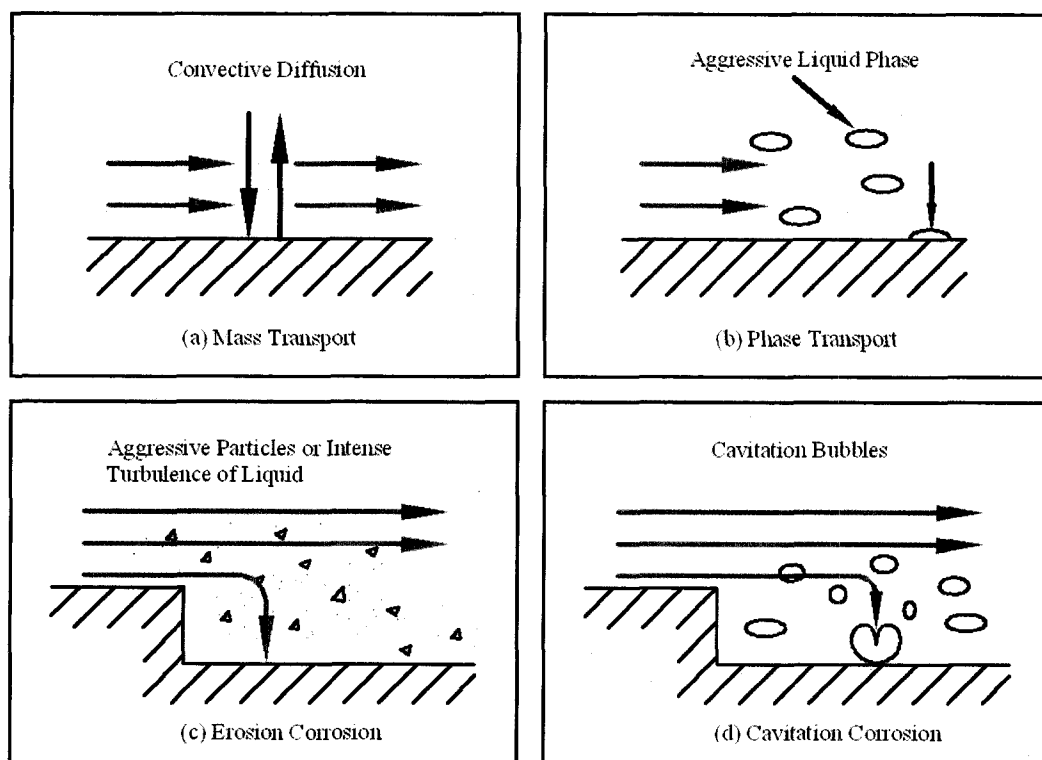 Convective Diffusion
(a) Mass Transport
Aggressive Liquid Phase
(b) Phase Transport
Aggressive Particles or Intense
Turbulence of Liquid
(c) Erosion Corrosion
Cavitation Bubbles
(d) Cavitation Corrosion